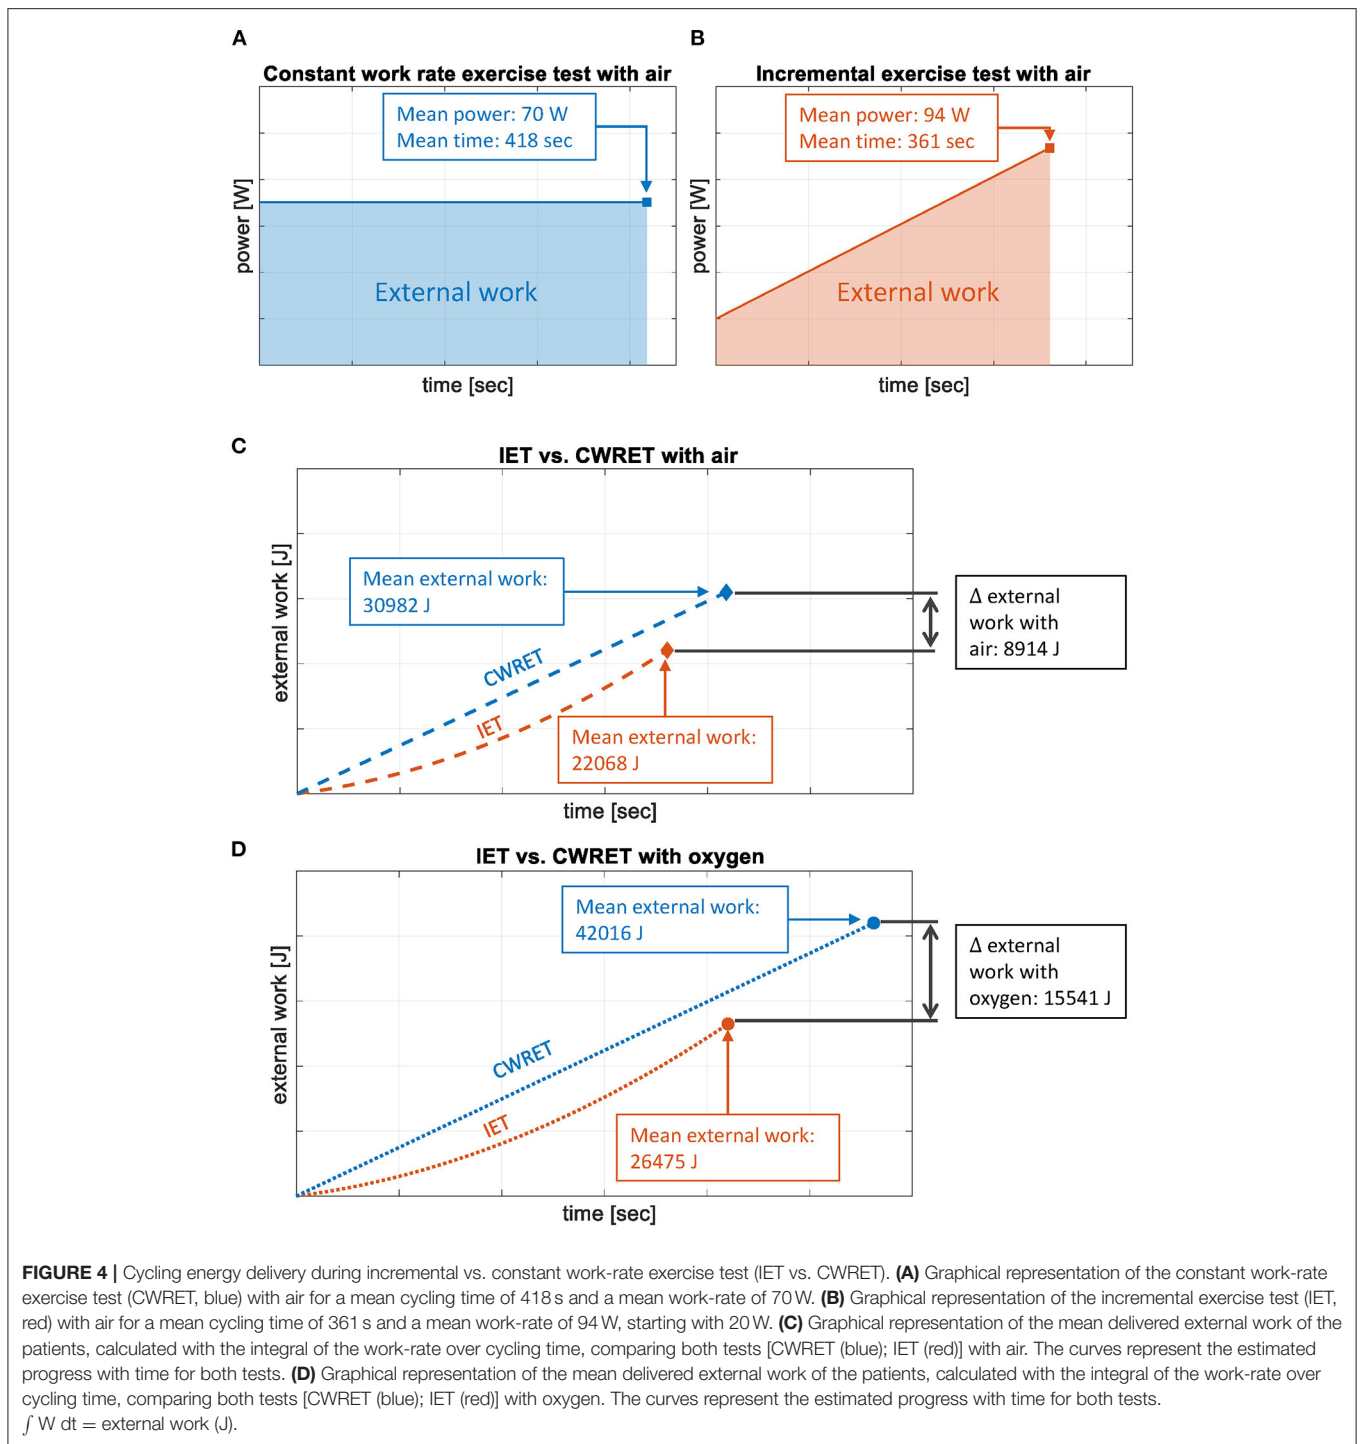 A
Constant work rate exercise test with air
Mean power: 70 W
Mean time: 418 sec
power [W]
External work
time [sec]
B
Incremental exercise test with air
Mean power: 94 W
Mean time: 361 sec
power [W]
External work
time [sec]
C
IET vs. CWRET with air
Mean external work:
30982 J
external work [J]
CWRET
IET
Mean external work:
22068 J
Δ external
work with
air: 8914 J
time [sec]
D
IET vs. CWRET with oxygen
Mean external work:
42016 J
external work [J]
CWRET
IET
Mean external work:
26475 J
Δ external
work with
oxygen: 15541 J
time [sec]
FIGURE 4 | Cycling energy delivery during incremental vs. constant work-rate exercise test (IET vs. CWRET). (A) Graphical representation of the constant work-rate
exercise test (CWRET, blue) with air for a mean cycling time of 418 s and a mean work-rate of 70 W. (B) Graphical representation of the incremental exercise test (IET,
red) with air for a mean cycling time of 361 s and a mean work-rate of 94 W, starting with 20 W. (C) Graphical representation of the mean delivered external work of the
patients, calculated with the integral of the work-rate over cycling time, comparing both tests [CWRET (blue); IET (red)] with air. The curves represent the estimated
progress with time for both tests. (D) Graphical representation of the mean delivered external work of the patients, calculated with the integral of the work-rate over
cycling time, comparing both tests [CWRET (blue); IET (red)] with oxygen. The curves represent the estimated progress with time for both tests.
∫ W dt = external work (J).